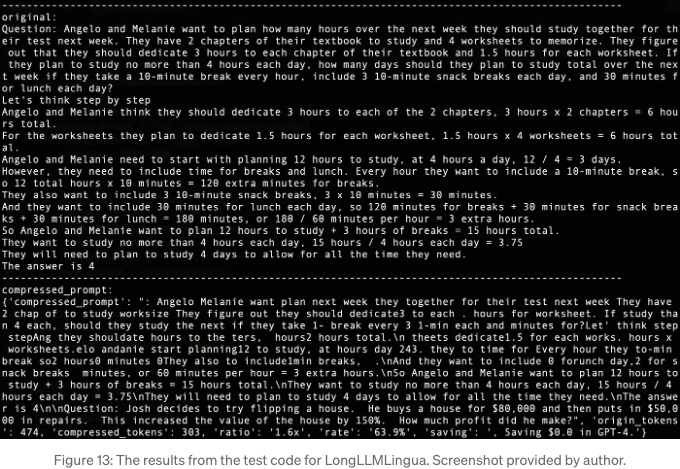 --------------------------------------------------------------------------------
original:
Question: Angelo and Melanie want to plan how many hours over the next week they should study together for th
eir test next week. They have 2 chapters of their textbook to study and 4 worksheets to memorize. They figure
 out that they should dedicate 3 hours to each chapter of their textbook and 1.5 hours for each worksheet. If
 they plan to study no more than 4 hours each day, how many days should they plan to study total over the nex
t week if they take a 10-minute break every hour, include 3 10-minute snack breaks each day, and 30 minutes f
or lunch each day?
Let's think step by step
Angelo and Melanie think they should dedicate 3 hours to each of the 2 chapters, 3 hours x 2 chapters = 6 hou
rs total.
For the worksheets they plan to dedicate 1.5 hours for each worksheet, 1.5 hours x 4 worksheets = 6 hours tot
al.
Angelo and Melanie need to start with planning 12 hours to study, at 4 hours a day, 12 / 4 = 3 days.
However, they need to include time for breaks and lunch. Every hour they want to include a 10-minute break, s
o 12 total hours x 10 minutes = 120 extra minutes for breaks.
They also want to include 3 10-minute snack breaks, 3 x 10 minutes = 30 minutes.
And they want to include 30 minutes for lunch each day, so 120 minutes for breaks + 30 minutes for snack brea
ks + 30 minutes for lunch = 180 minutes, or 180 / 60 minutes per hour = 3 extra hours.
So Angelo and Melanie want to plan 12 hours to study + 3 hours of breaks = 15 hours total.
They want to study no more than 4 hours each day, 15 hours / 4 hours each day = 3.75
They will need to plan to study 4 days to allow for all the time they need.
The answer is 4
--------------------------------------------------------------------------------
compressed_prompt:
{'compressed_prompt': ": Angelo Melanie want plan next week they together for their test next week They have
2 chap of to study worksize They figure out they should dedicate3 to each . hours for worksheet. If study tha
n 4 each, should they study the next if they take 1- break every 3 1-min each and minutes for?Let' think step
 stepAng they shouldate hours to the ters,  hours2 hours total.\n theets dedicate1.5 for each works. hours x
 worksheets.elo andanie start planning12 to study, at hours day 243. they to time for Every hour they to-min
break so2 hours0 minutes 0They also to include1min breaks,  .\nAnd they want to include 0 forunch day,2 for s
nack breaks  minutes, or 60 minutes per hour = 3 extra hours.\nSo Angelo and Melanie want to plan 12 hours to
 study + 3 hours of breaks = 15 hours total.\nThey want to study no more than 4 hours each day, 15 hours / 4
hours each day = 3.75\nThey will need to plan to study 4 days to allow for all the time they need.\nThe answe
r is 4\n\nQuestion: Josh decides to try flipping a house.  He buys a house for $80,000 and then puts in $50,0
00 in repairs.  This increased the value of the house by 150%.  How much profit did he make?", 'origin_tokens
': 474, 'compressed_tokens': 303, 'ratio': '1.6x', 'rate': '63.9%', 'saving': ', Saving $0.0 in GPT-4.'}
Figure 13: The results from the test code for LongLLMLingua. Screenshot provided by author.